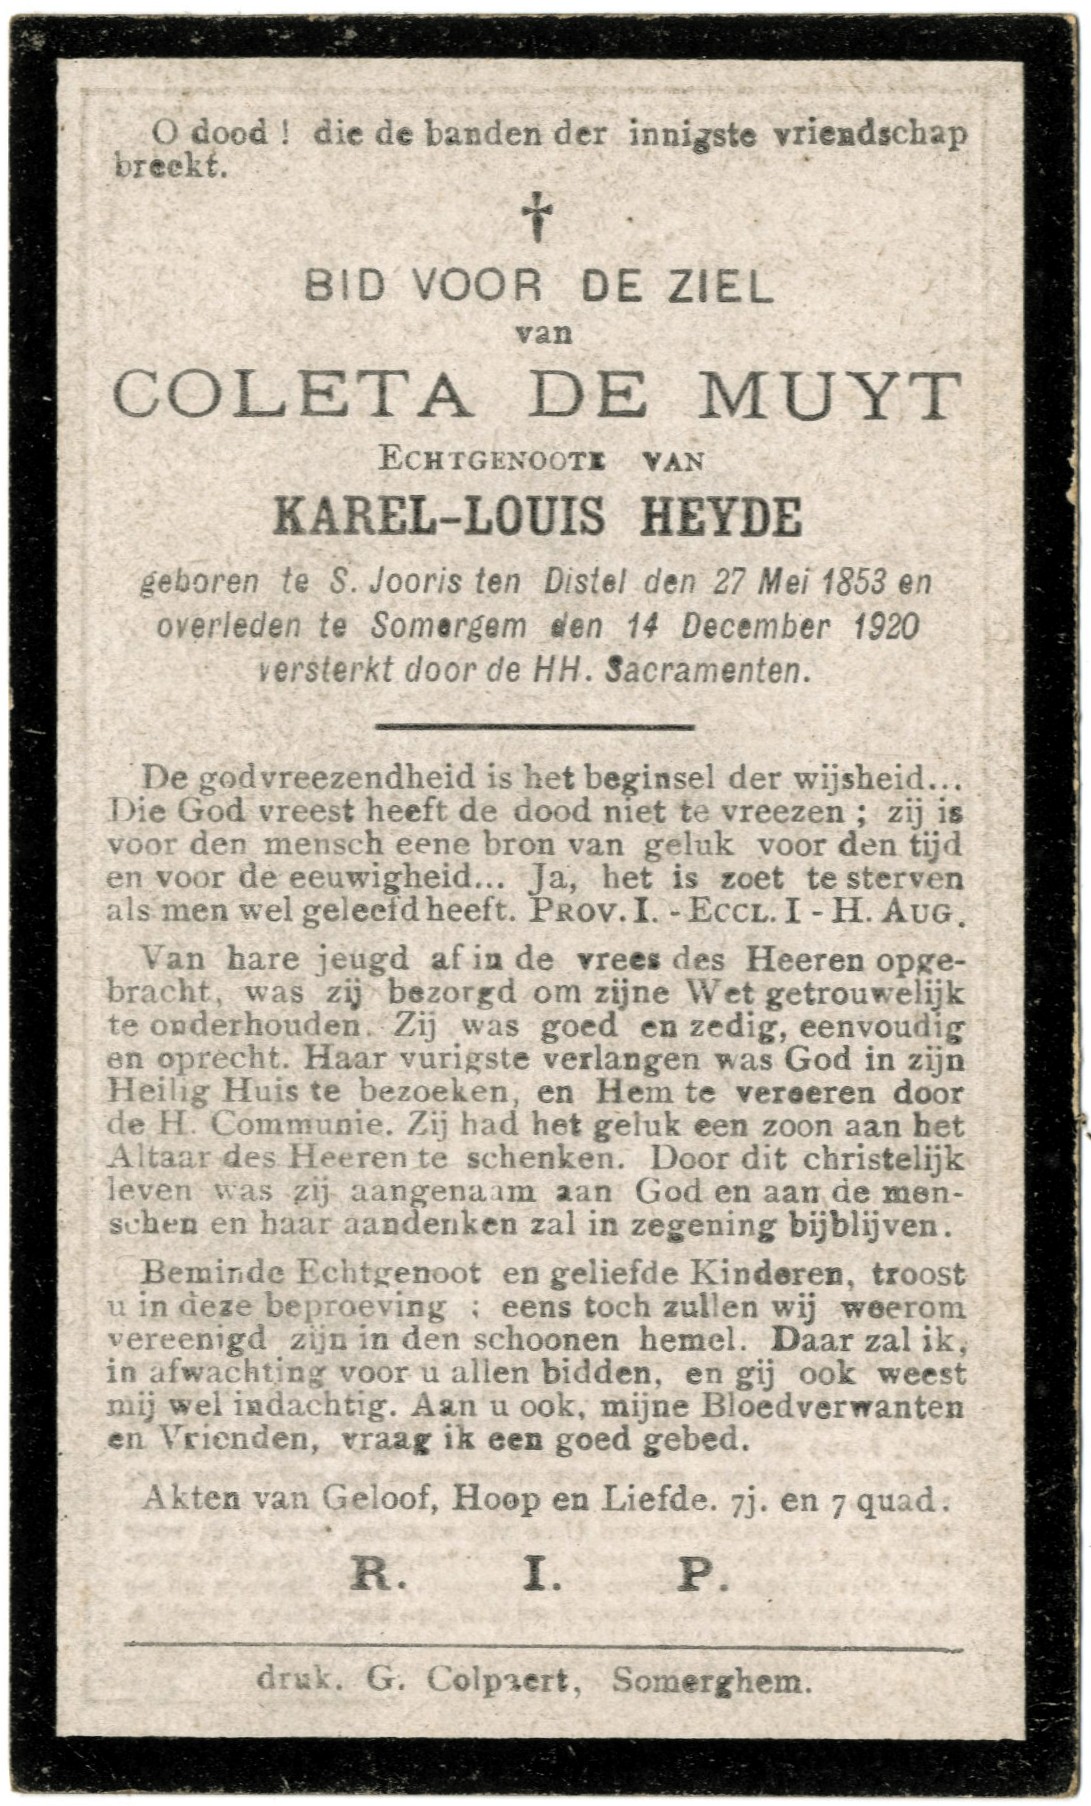 O dood ! die de banden der innigste vriendschap
breekt.
†
BID VOOR DE ZIEL
van
COLETA DE MUYT
ECHTGENOOTE VAN
KAREL-LOUIS HEYDE
geboren te S. Jooris ten Distel den 27 Mei 1853 en
overleden te Somergem den 14 December 1920
versterkt door de HH. Sacramenten.
De godvreezendheid is het beginsel der wijsheid...
Die God vreest heeft de dood niet te vreezen ; zij is
voor den mensch eene bron van geluk voor den tijd
en voor de eeuwigheid... Ja, het is zoet te sterven
als men wel geleefd heeft. PROV. I. - ECCL. I - H. AUG.
Van hare jeugd af in de vrees des Heeren opge-
bracht, was zij bezorgd om zijne Wet getrouwelijk
te onderhouden. Zij was goed en zedig, eenvoudig
en oprecht. Haar vurigste verlangen was God in zijn
Heilig Huis te bezoeken, en Hem te vereeren door
de H. Communie. Zij had het geluk een zoon aan het
Altaar des Heeren te schenken. Door dit christelijk
leven was zij aangenaam aan God en aan de men-
schen en haar aandenken zal in zegening bijblijven.
Beminde Echtgenoot en geliefde Kinderen, troost
u in deze beproeving ; eens toch zullen wij weerom
vereenigd zijn in den schoonen hemel. Daar zal ik,
in afwachting voor u allen bidden, en gij ook weest
mij wel indachtig. Aan u ook, mijne Bloedverwanten
en Vrienden, vraag ik een goed gebed.
Akten van Geloof, Hoop en Liefde. 7j. en 7 quad.
R. I. P.
druk. G. Colpaert, Somerghem.